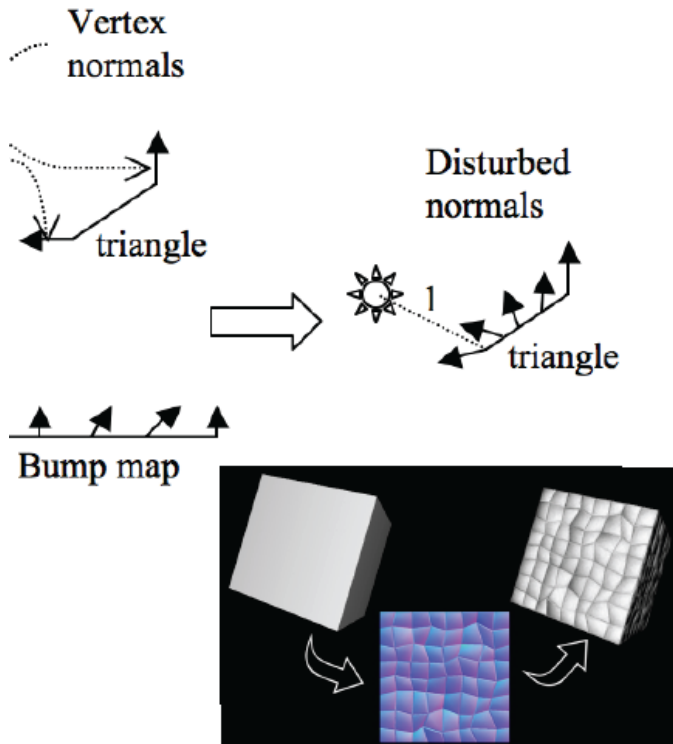 Vertex
normals
triangle
Disturbed
normals
l
triangle
Bump map